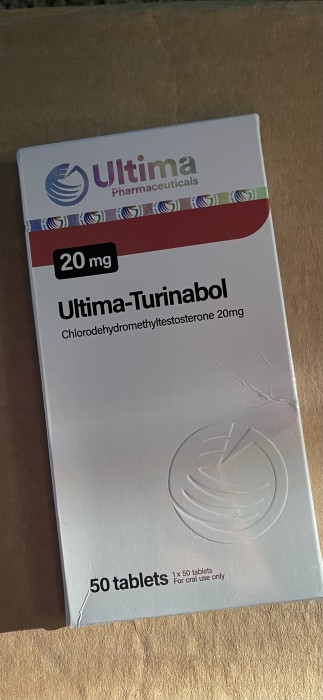 Ultima
Pharmaceuticals
20 mg
Ultima-Turinabol
Chlorodehydromethyltestosterone 20mg
50 tablets
1 x 50 tablets
For oral use only